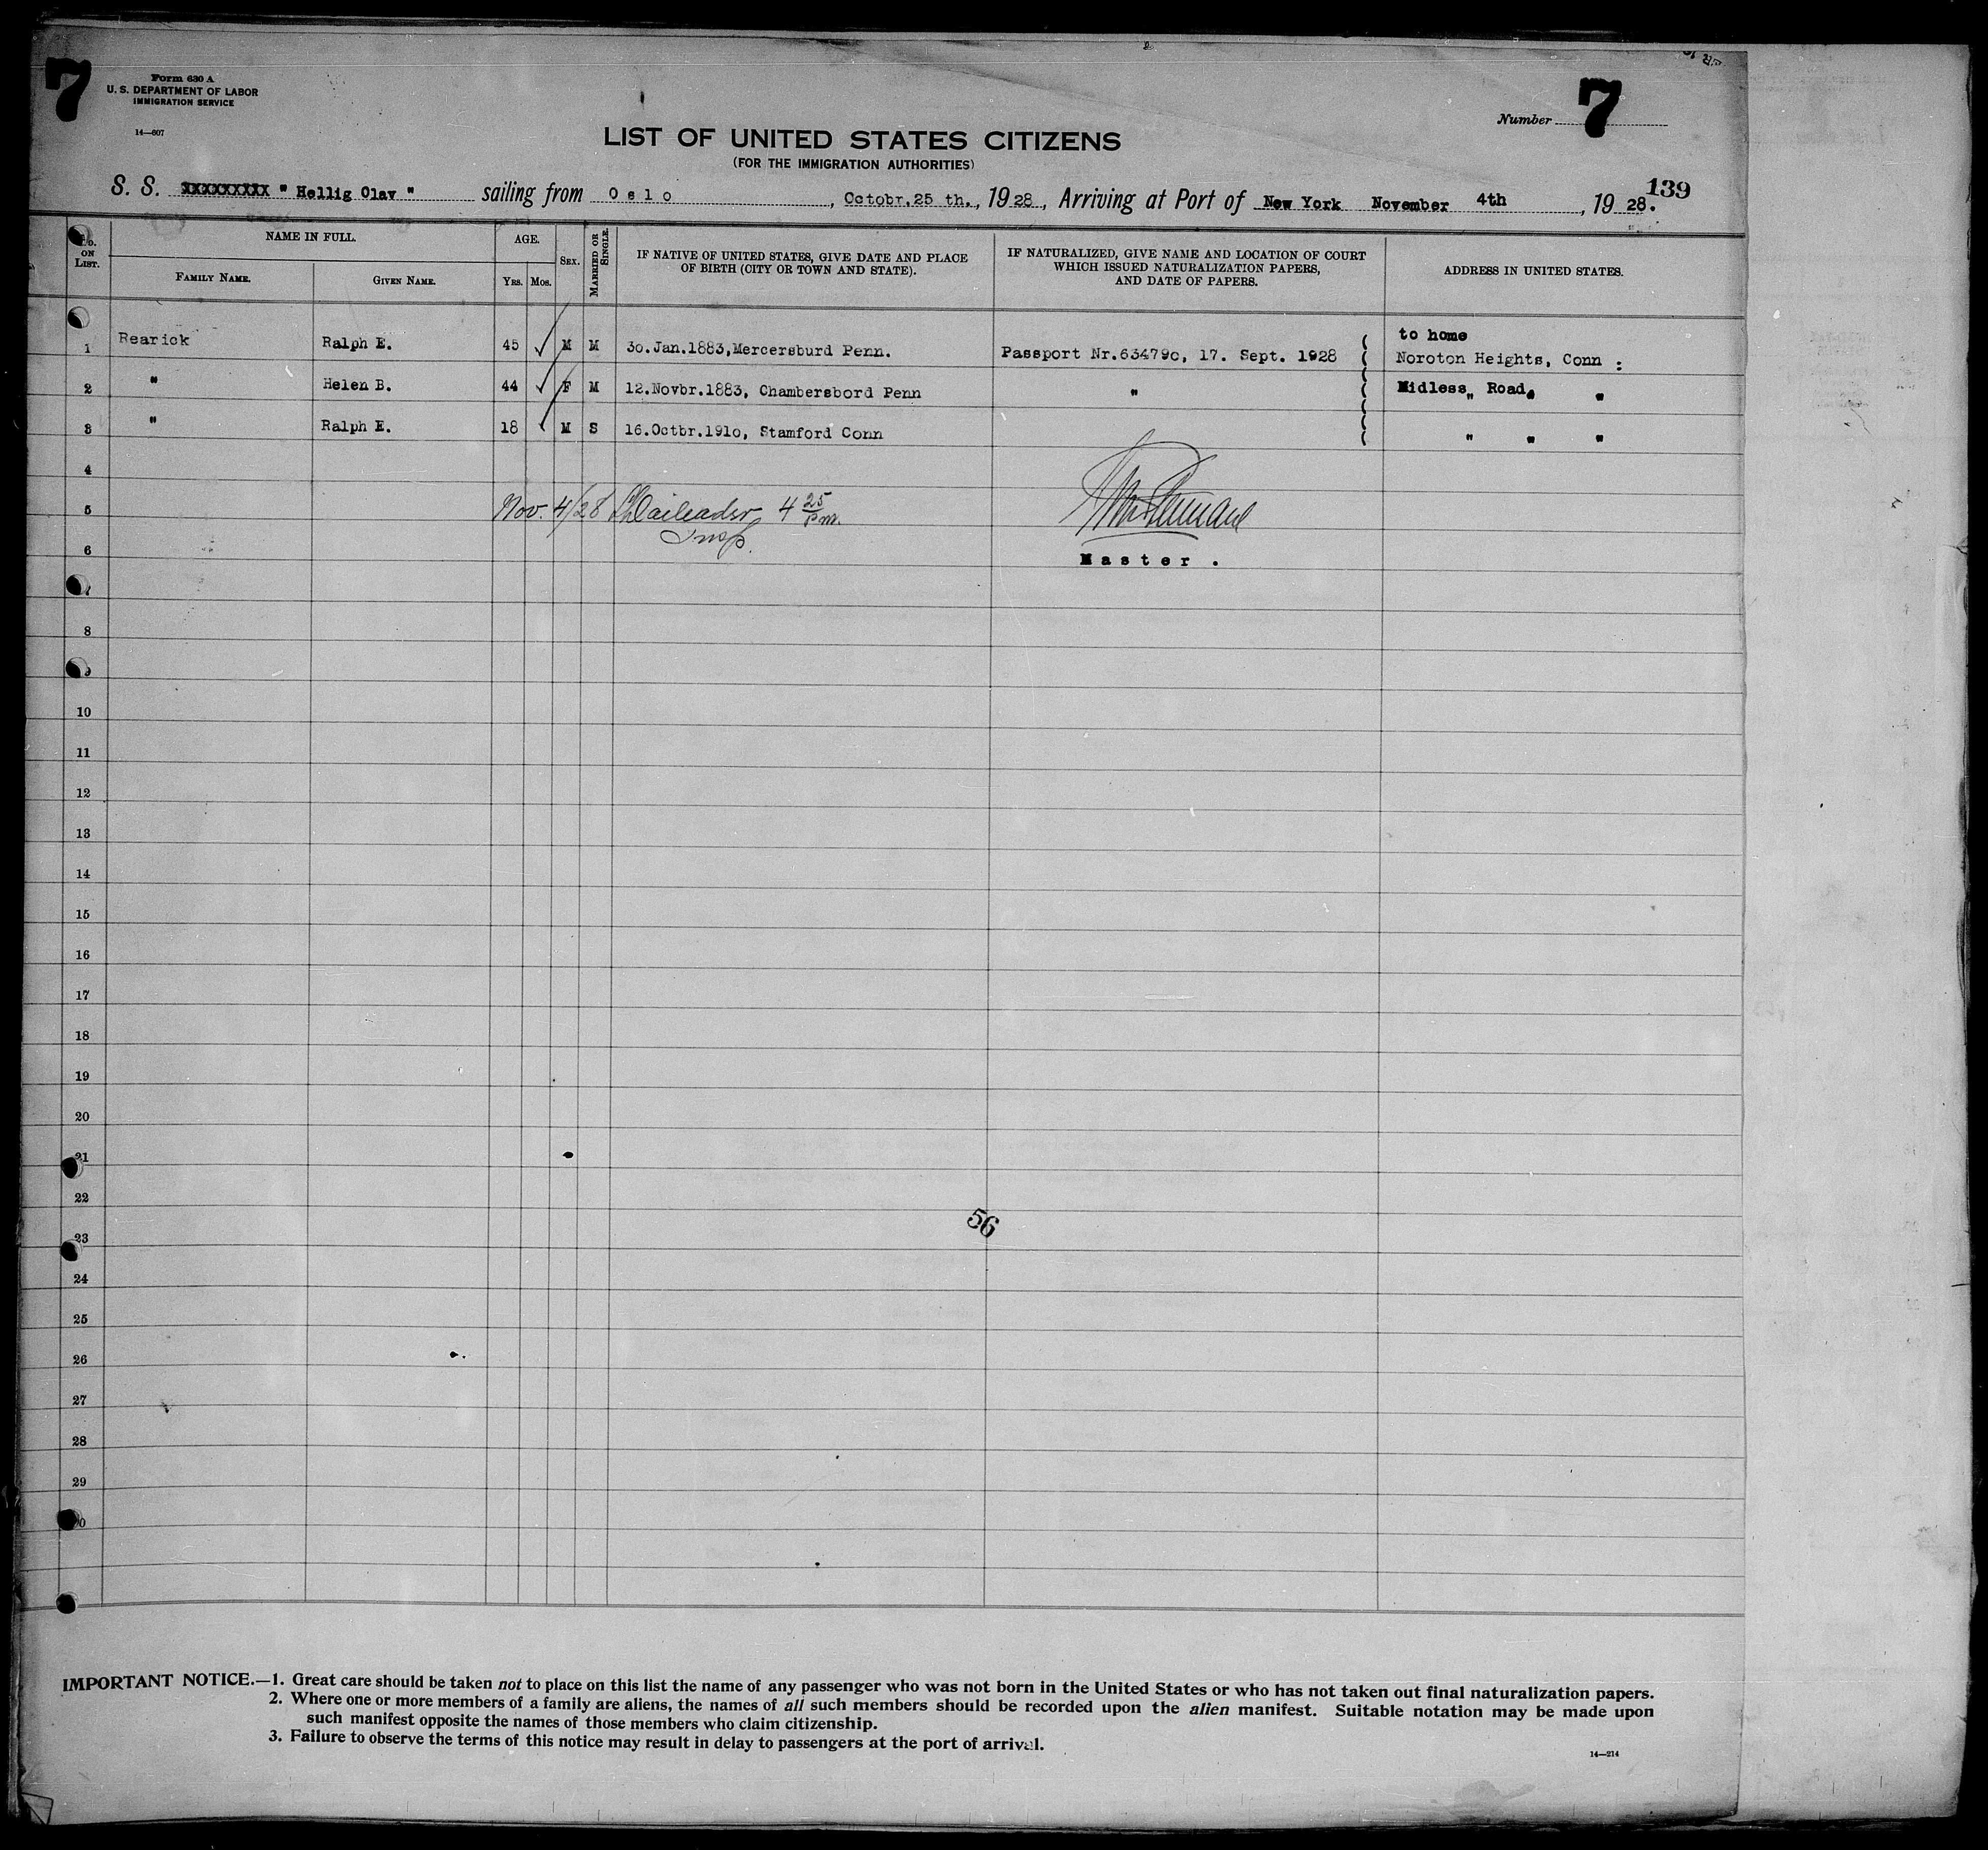 7
Form 630 A
U. S. DEPARTMENT OF LABOR
IMMIGRATION SERVICE
14—607
Number 7
LIST OF UNITED STATES CITIZENS
(FOR THE IMMIGRATION AUTHORITIES)
139
S. S. XXXXXXXXX " Hellig Olav " sailing from O s l o , Octobr.25 th., 1928, Arriving at Port of New York November 4th , 1928.
No. ON LIST.
NAME IN FULL.
FAMILY NAME.
GIVEN NAME.
AGE.
YRS. MOS.
SEX.
MARRIED OR SINGLE.
IF NATIVE OF UNITED STATES, GIVE DATE AND PLACE
OF BIRTH (CITY OR TOWN AND STATE).
IF NATURALIZED, GIVE NAME AND LOCATION OF COURT
WHICH ISSUED NATURALIZATION PAPERS,
AND DATE OF PAPERS.
ADDRESS IN UNITED STATES.
to home
1 Rearick Ralph E. 45 ✓ M M 30.Jan.1883,Mercersburd Penn. Passport Nr.63479c, 17. Sept. 1928 ( Noroton Heights, Conn :
2 " Helen B. 44 ✓ F M 12.Novbr.1883, Chambersbord Penn " ( Midless Road " " "
3 " Ralph E. 18 ✓ M S 16.Octbr.1910, Stamford Conn ( " " "
4
5 Nov. 4/28 4 25 Pm.
Insp.
6 M a s t e r .
8
10
11
12
13
14
15
16
17
18
19
20
21
22
56
23
24
25
26
27
28
29
0
IMPORTANT NOTICE.—1. Great care should be taken not to place on this list the name of any passenger who was not born in the United States or who has not taken out final naturalization papers.
2. Where one or more members of a family are aliens, the names of all such members should be recorded upon the alien manifest. Suitable notation may be made upon
such manifest opposite the names of those members who claim citizenship.
3. Failure to observe the terms of this notice may result in delay to passengers at the port of arrival.
14—214